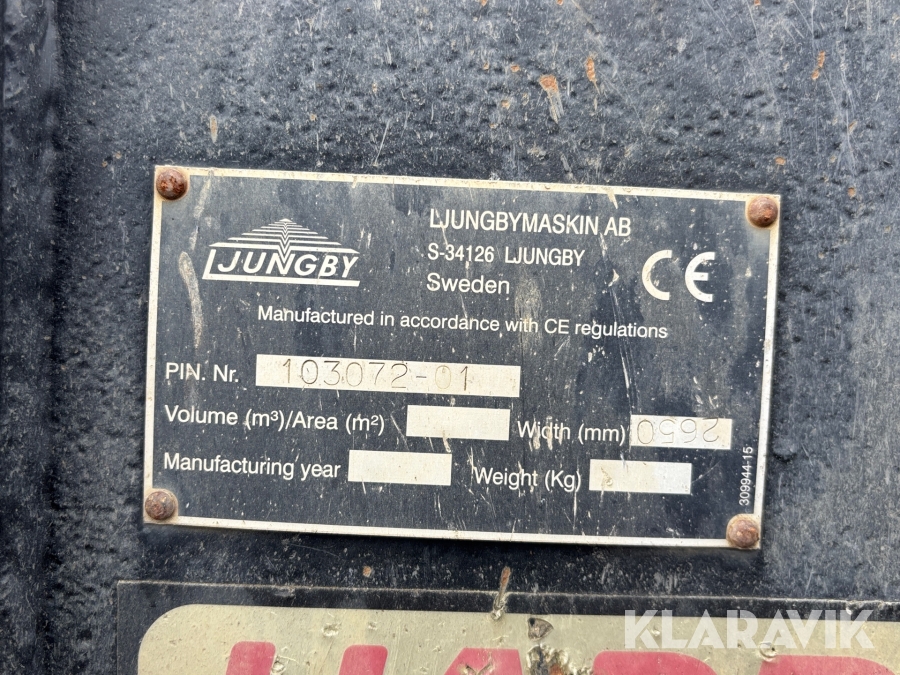 LJUNGBY
LJUNGBYMASKIN AB
S-34126 LJUNGBY
Sweden
CE
Manufactured in accordance with CE regulations
PIN. Nr. 103072-01
Volume (m³)/Area (m²)
Width (mm) 2650
Manufacturing year
Weight (Kg)
309944-15
KLARAVIK